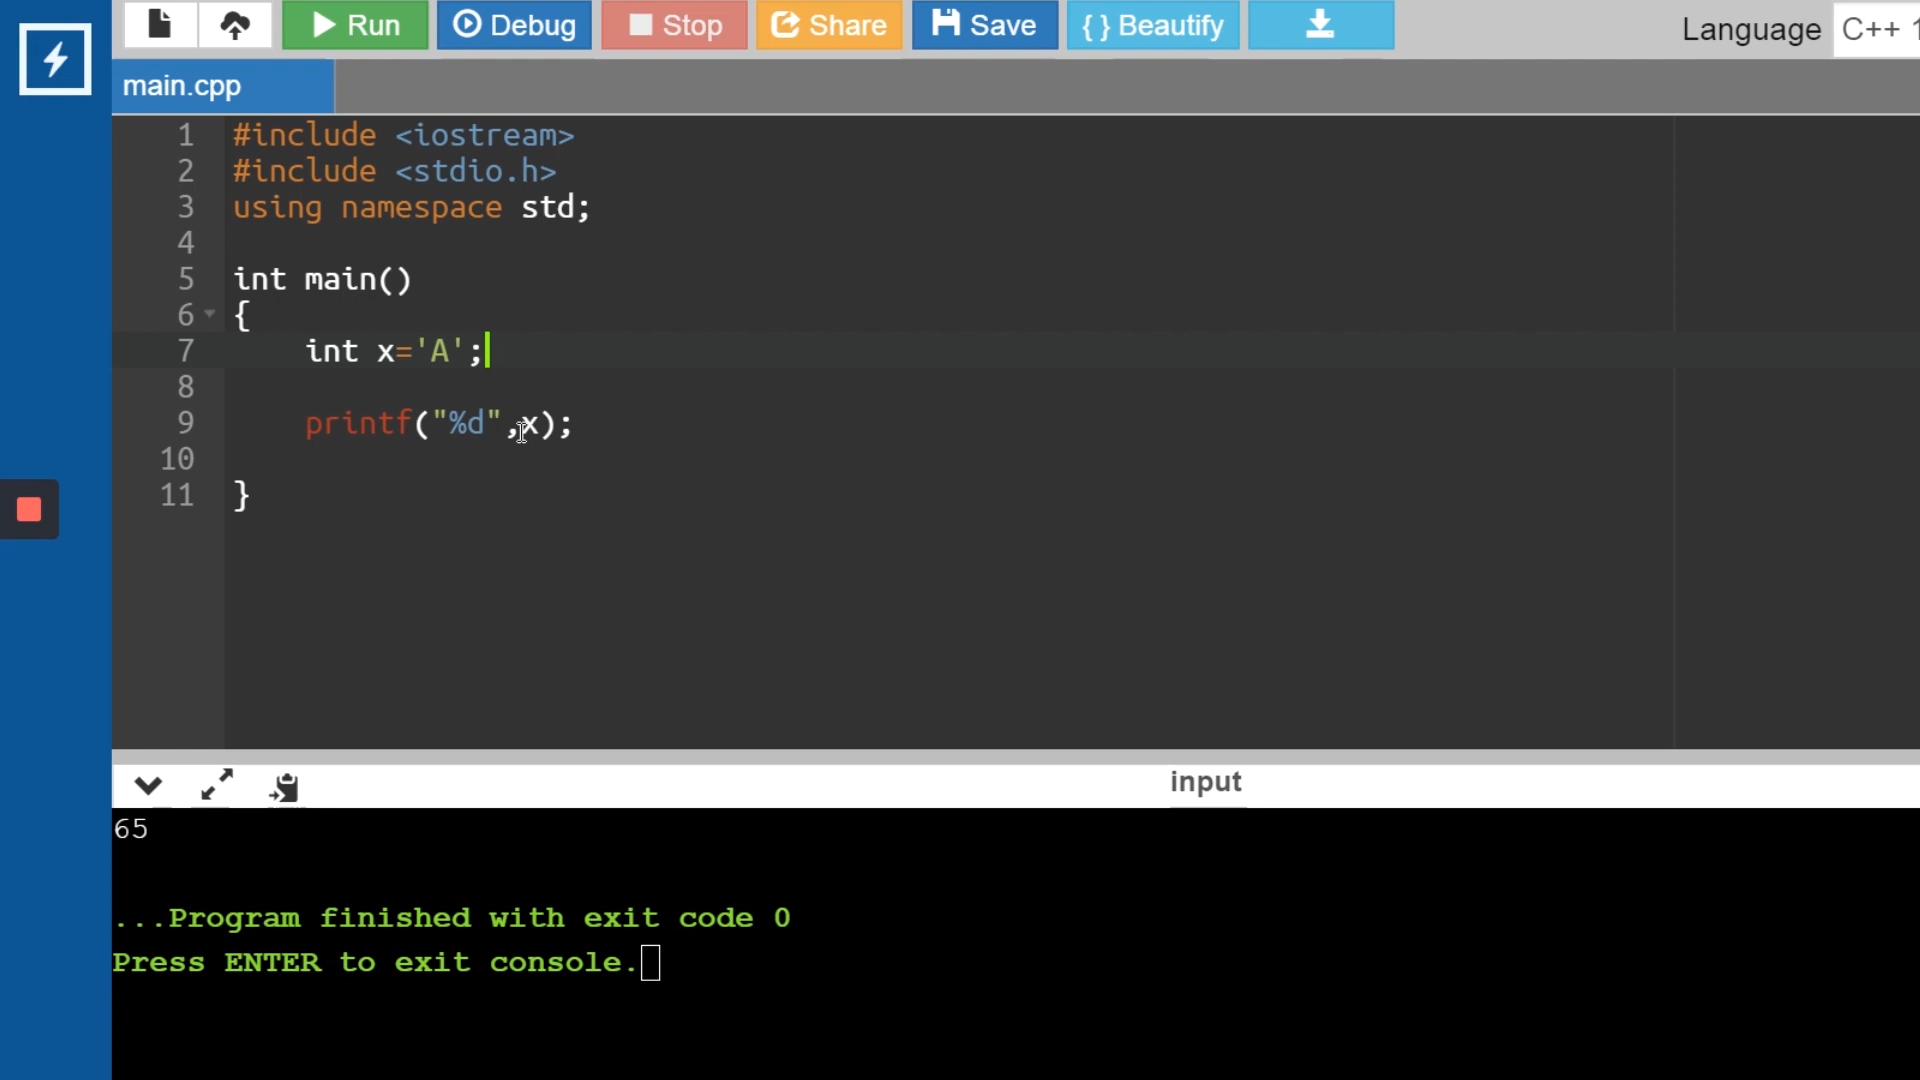 Run Debug Stop Share Save {} Beautify Language C++ 1
main.cpp
1 #include <iostream>
2 #include <stdio.h>
3 using namespace std;
4
5 int main()
6 {
7 int x='A';
8
9 printf("%d",x);
10
11 }
input
65
...Program finished with exit code 0
Press ENTER to exit console.